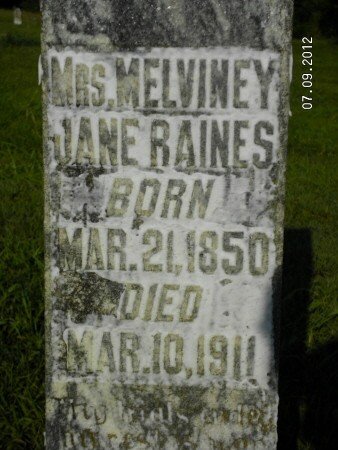 MRS, MELVINEY
JANE RAINES
BORN
MAR. 21, 1850
DIED
MAR. 10, 1911
07.09.2012